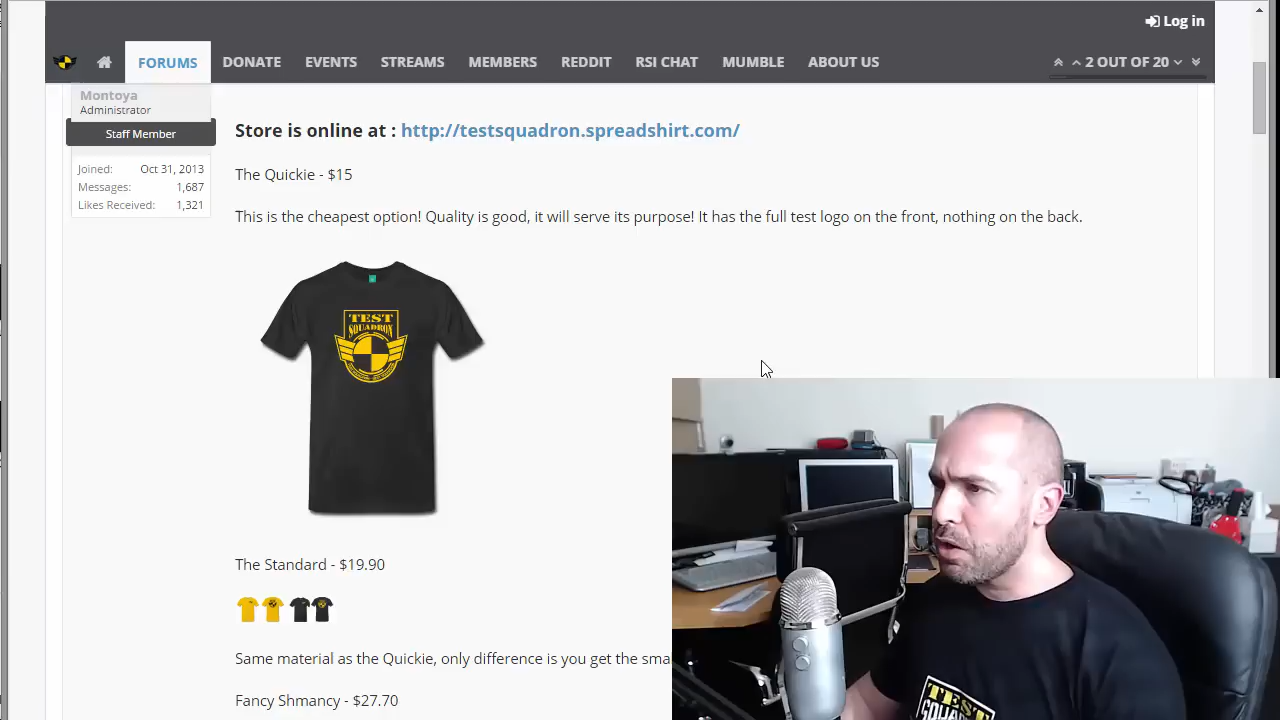 Log in
FORUMS DONATE EVENTS STREAMS MEMBERS REDDIT RSI CHAT MUMBLE ABOUT US 2 OUT OF 20
Montoya
Administrator
Staff Member
Joined: Oct 31, 2013
Messages: 1,687
Likes Received: 1,321
Store is online at : http://testsquadron.spreadshirt.com/
The Quickie - $15
This is the cheapest option! Quality is good, it will serve its purpose! It has the full test logo on the front, nothing on the back.
TEST
SQUADRON
The Standard - $19.90
Same material as the Quickie, only difference is you get the sma
Fancy Shmancy - $27.70
TEST